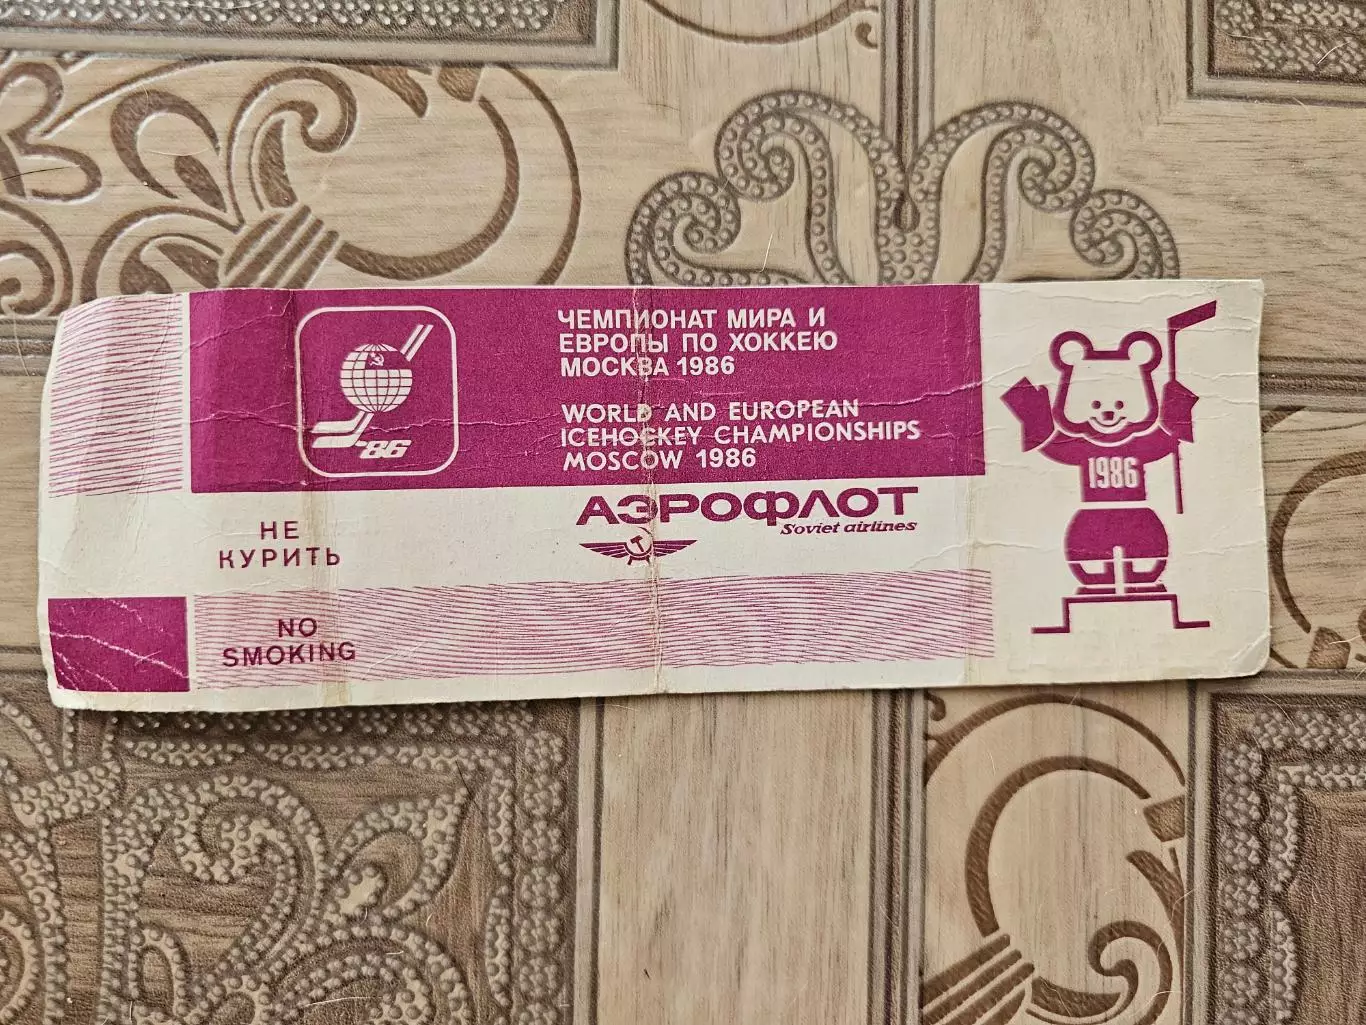 '86
ЧЕМПИОНАТ МИРА И
ЕВРОПЫ ПО ХОККЕЮ
МОСКВА 1986
WORLD AND EUROPEAN
ICEHOCKEY CHAMPIONSHIPS
MOSCOW 1986
1986
АЭРОФЛОТ
Soviet airlines
НЕ
КУРИТЬ
NO
SMOKING